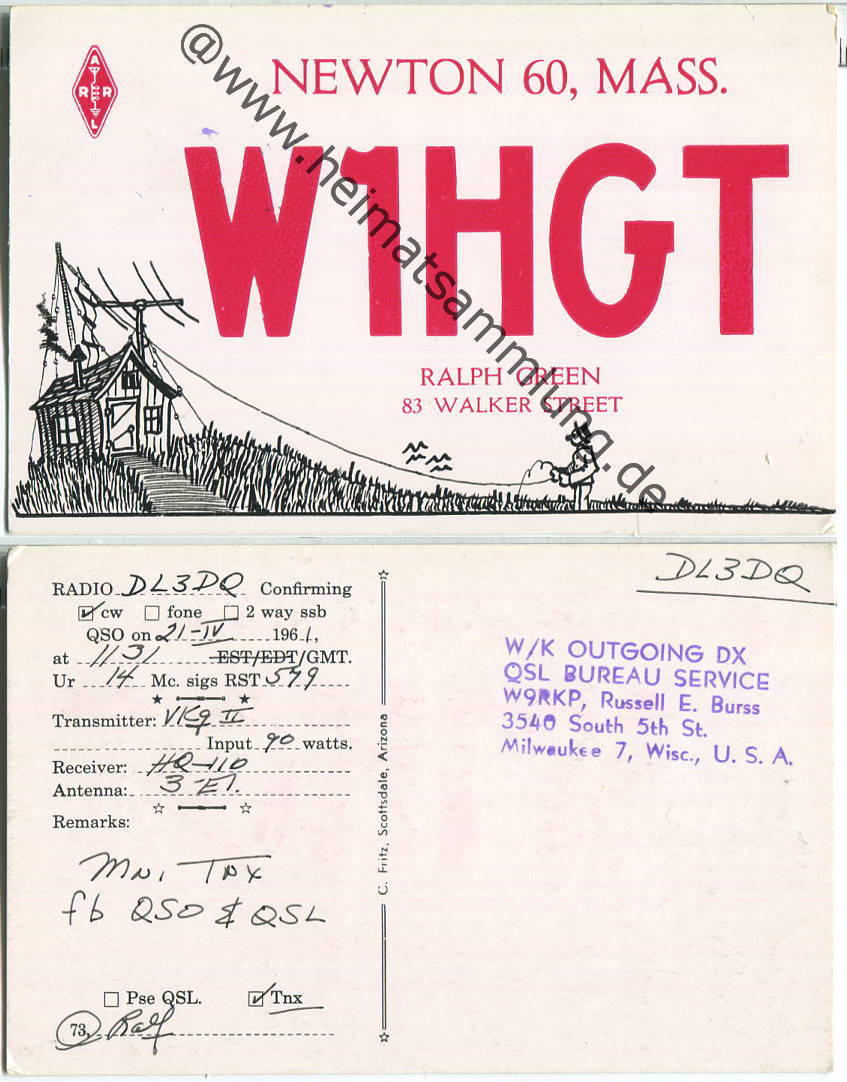 @www.heimatsammlung.de
A
R R
L
NEWTON 60, MASS.
W1HGT
RALPH GREEN
83 WALKER STREET
DL3DQ
RADIO DL3DQ Confirming
cw fone 2 way ssb
QSO on 21-IV 1961,
at 1131 EST/EDT/GMT.
Ur 14 Mc. sigs RST 579
Transmitter: VKg II
Input 90 watts.
Receiver: HQ-110
Antenna: 3-El.
Remarks:
Mni Tnx
fb QSO & QSL
Pse QSL. Tnx
73, Ralf
C. Fritz, Scottsdale, Arizona
W/K OUTGOING DX
QSL BUREAU SERVICE
W9RKP, Russell E. Burss
3540 South 5th St.
Milwaukee 7, Wisc., U. S. A.